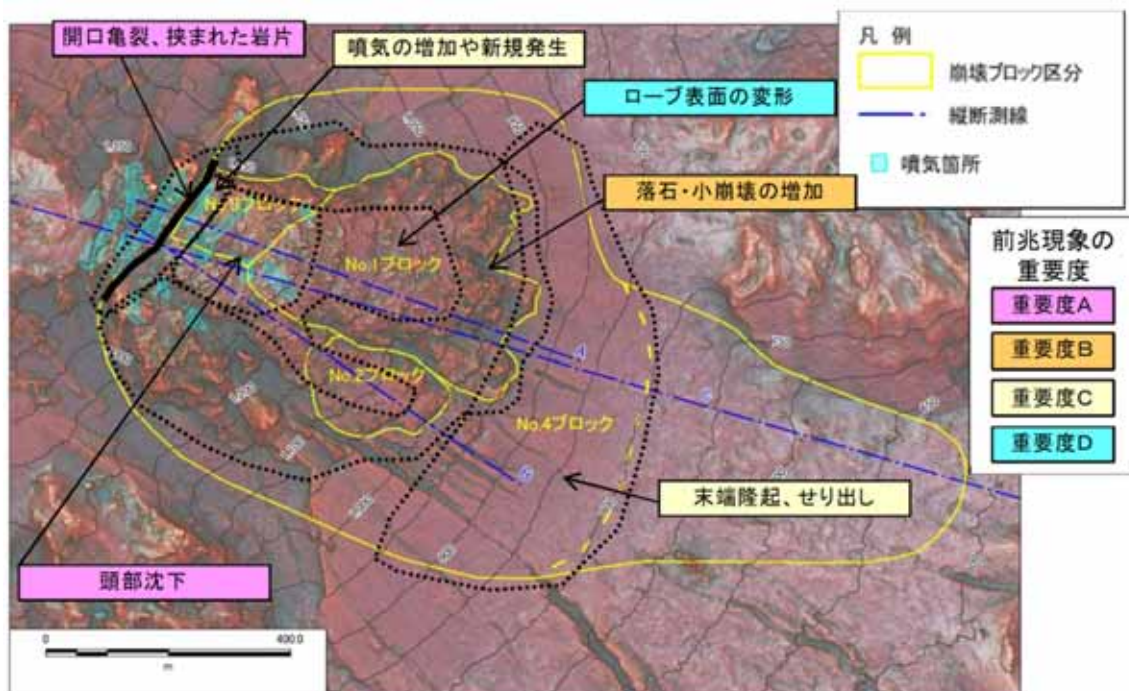 開口亀裂、挟まれた岩片
噴気の増加や新規発生
ローブ表面の変形
落石・小崩壊の増加
凡 例
崩壊ブロック区分
縦断測線
噴気箇所
前兆現象の
重要度
重要度A
重要度B
重要度C
重要度D
No.1ブロック
No.2ブロック
No.4ブロック
末端隆起、せり出し
頭部沈下
0
400.0
m